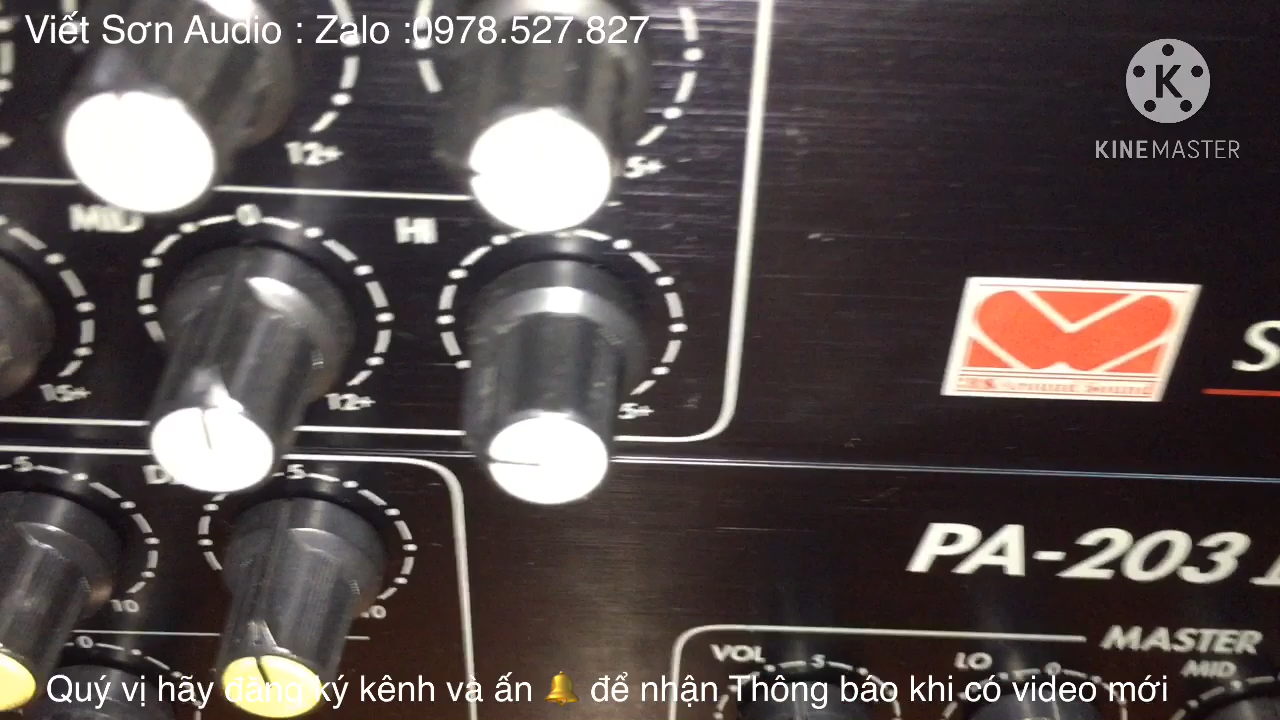 Viết Sơn Audio : Zalo :0978.527.827
KINEMASTER
12+
5+
MID
0
HI
15+
12+
5+
5
5
10
10
0
PA-203
MASTER
VOL
5
LO
0
MID
Quý vị hãy đăng ký kênh và ấn 🔔 để nhận Thông báo khi có video mới